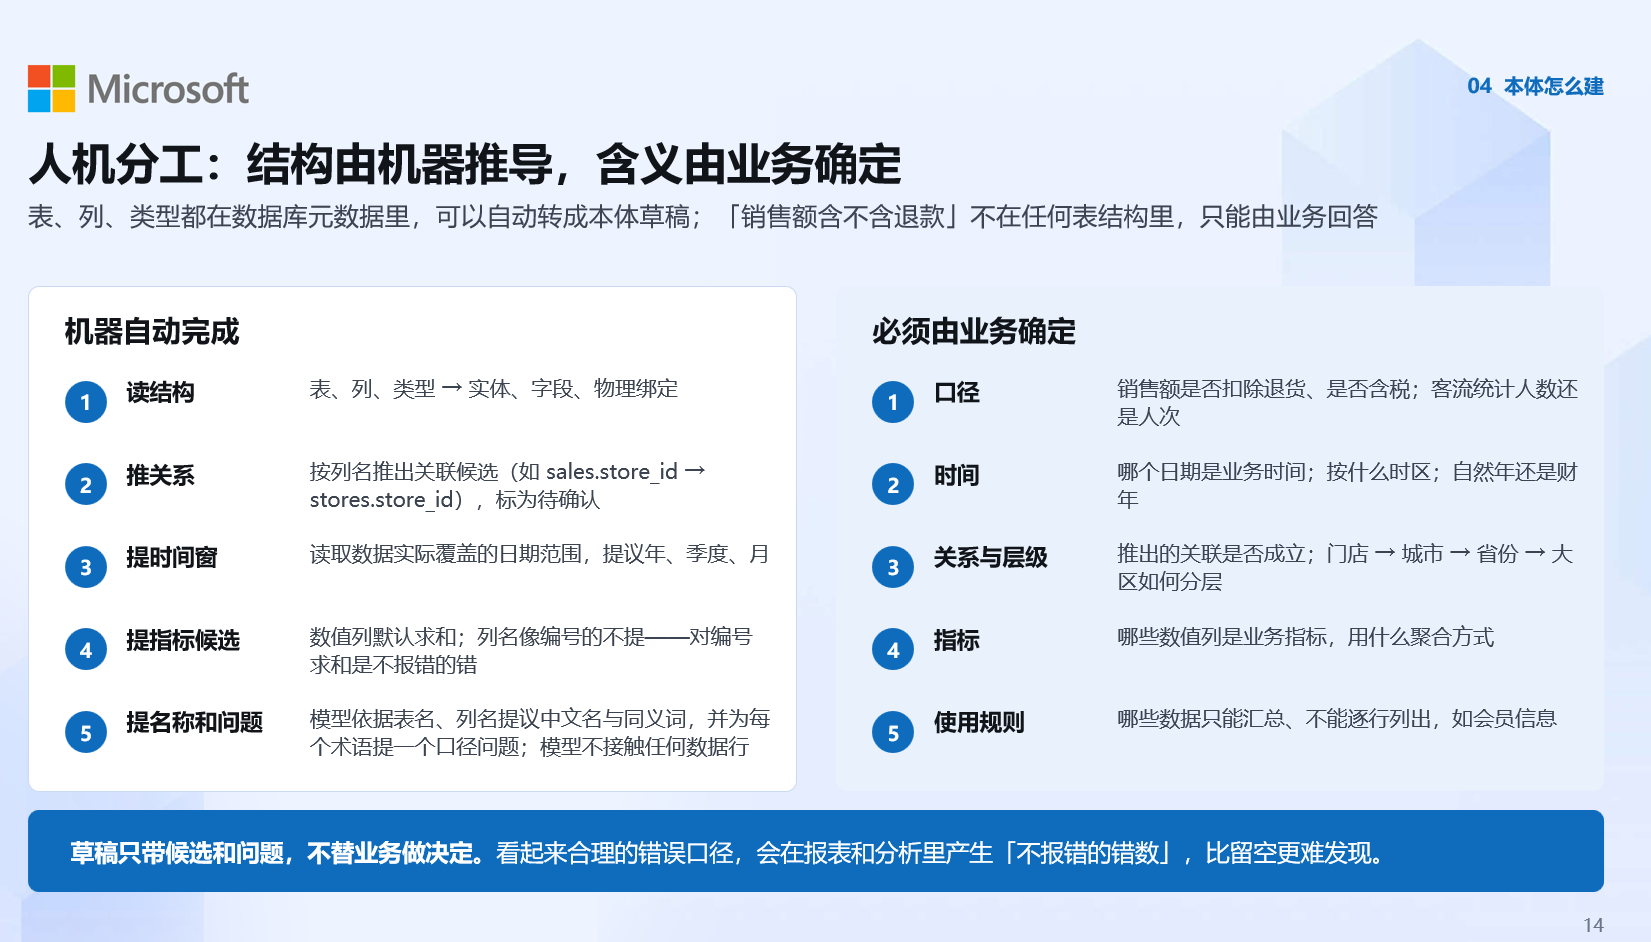 Microsoft
04 本体怎么建
人机分工：结构由机器推导，含义由业务确定
表、列、类型都在数据库元数据里，可以自动转成本体草稿；「销售额含不含退款」不在任何表结构里，只能由业务回答
机器自动完成
1 读结构 表、列、类型 → 实体、字段、物理绑定
2 推关系 按列名推出关联候选（如 sales.store_id →
stores.store_id），标为待确认
3 提时间窗 读取数据实际覆盖的日期范围，提议年、季度、月
4 提指标候选 数值列默认求和；列名像编号的不提——对编号
求和是不报错的错
5 提名称和问题 模型依据表名、列名提议中文名与同义词，并为每
个术语提一个口径问题；模型不接触任何数据行
必须由业务确定
1 口径 销售额是否扣除退货、是否含税；客流统计人数还
是人次
2 时间 哪个日期是业务时间；按什么时区；自然年还是财
年
3 关系与层级 推出的关联是否成立；门店 → 城市 → 省份 → 大
区如何分层
4 指标 哪些数值列是业务指标，用什么聚合方式
5 使用规则 哪些数据只能汇总、不能逐行列出，如会员信息
草稿只带候选和问题，不替业务做决定。看起来合理的错误口径，会在报表和分析里产生「不报错的错数」，比留空更难发现。
14